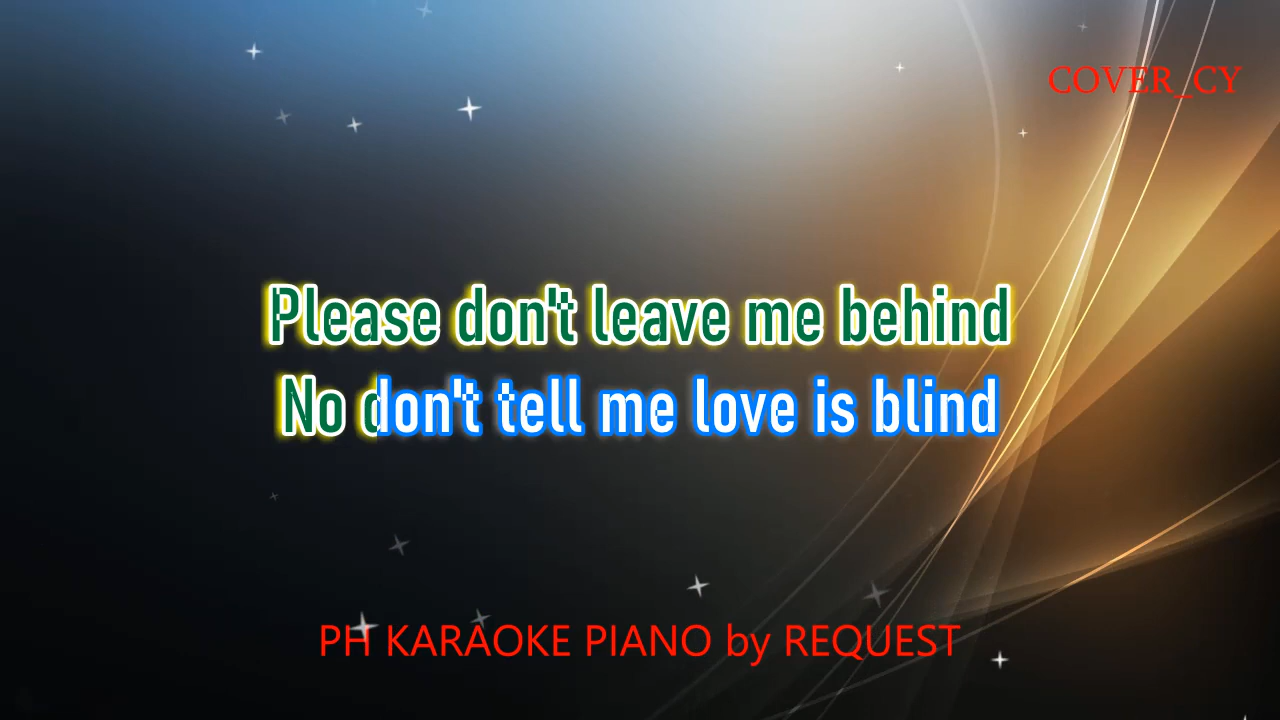 COVER_CY
Please don't leave me behind
No don't tell me love is blind
PH KARAOKE PIANO by REQUEST